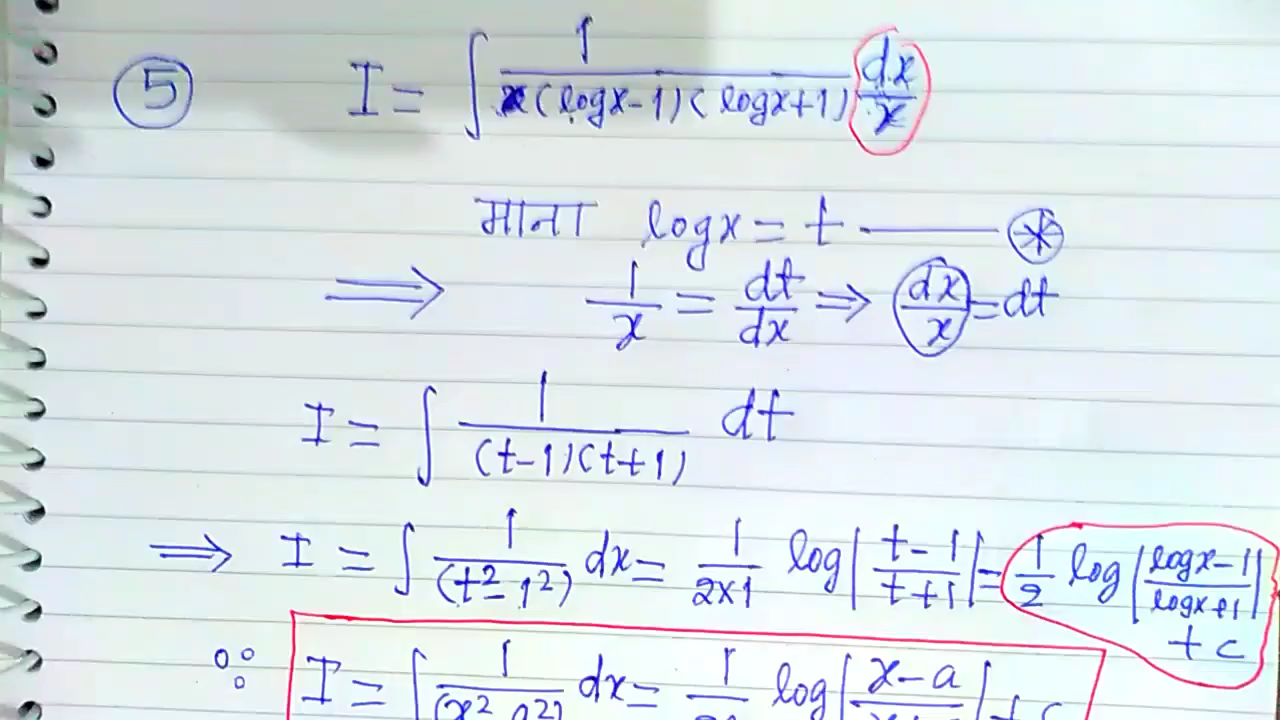 ⑤ I = ∫ 1/(x(logx-1)(logx+1)) dx/x
माना logx = t —— ⊛
⟹ 1/x = dt/dx ⟹ dx/x = dt
I = ∫ 1/((t-1)(t+1)) dt
⟹ I = ∫ 1/(t²-1²) dx = 1/(2×1) log|(t-1)/(t+1)| = 1/2 log|(logx-1)/(logx+1)| + c
∵ I = ∫ 1/(x²-a²) dx = 1/ log|(x-a)/ | + c